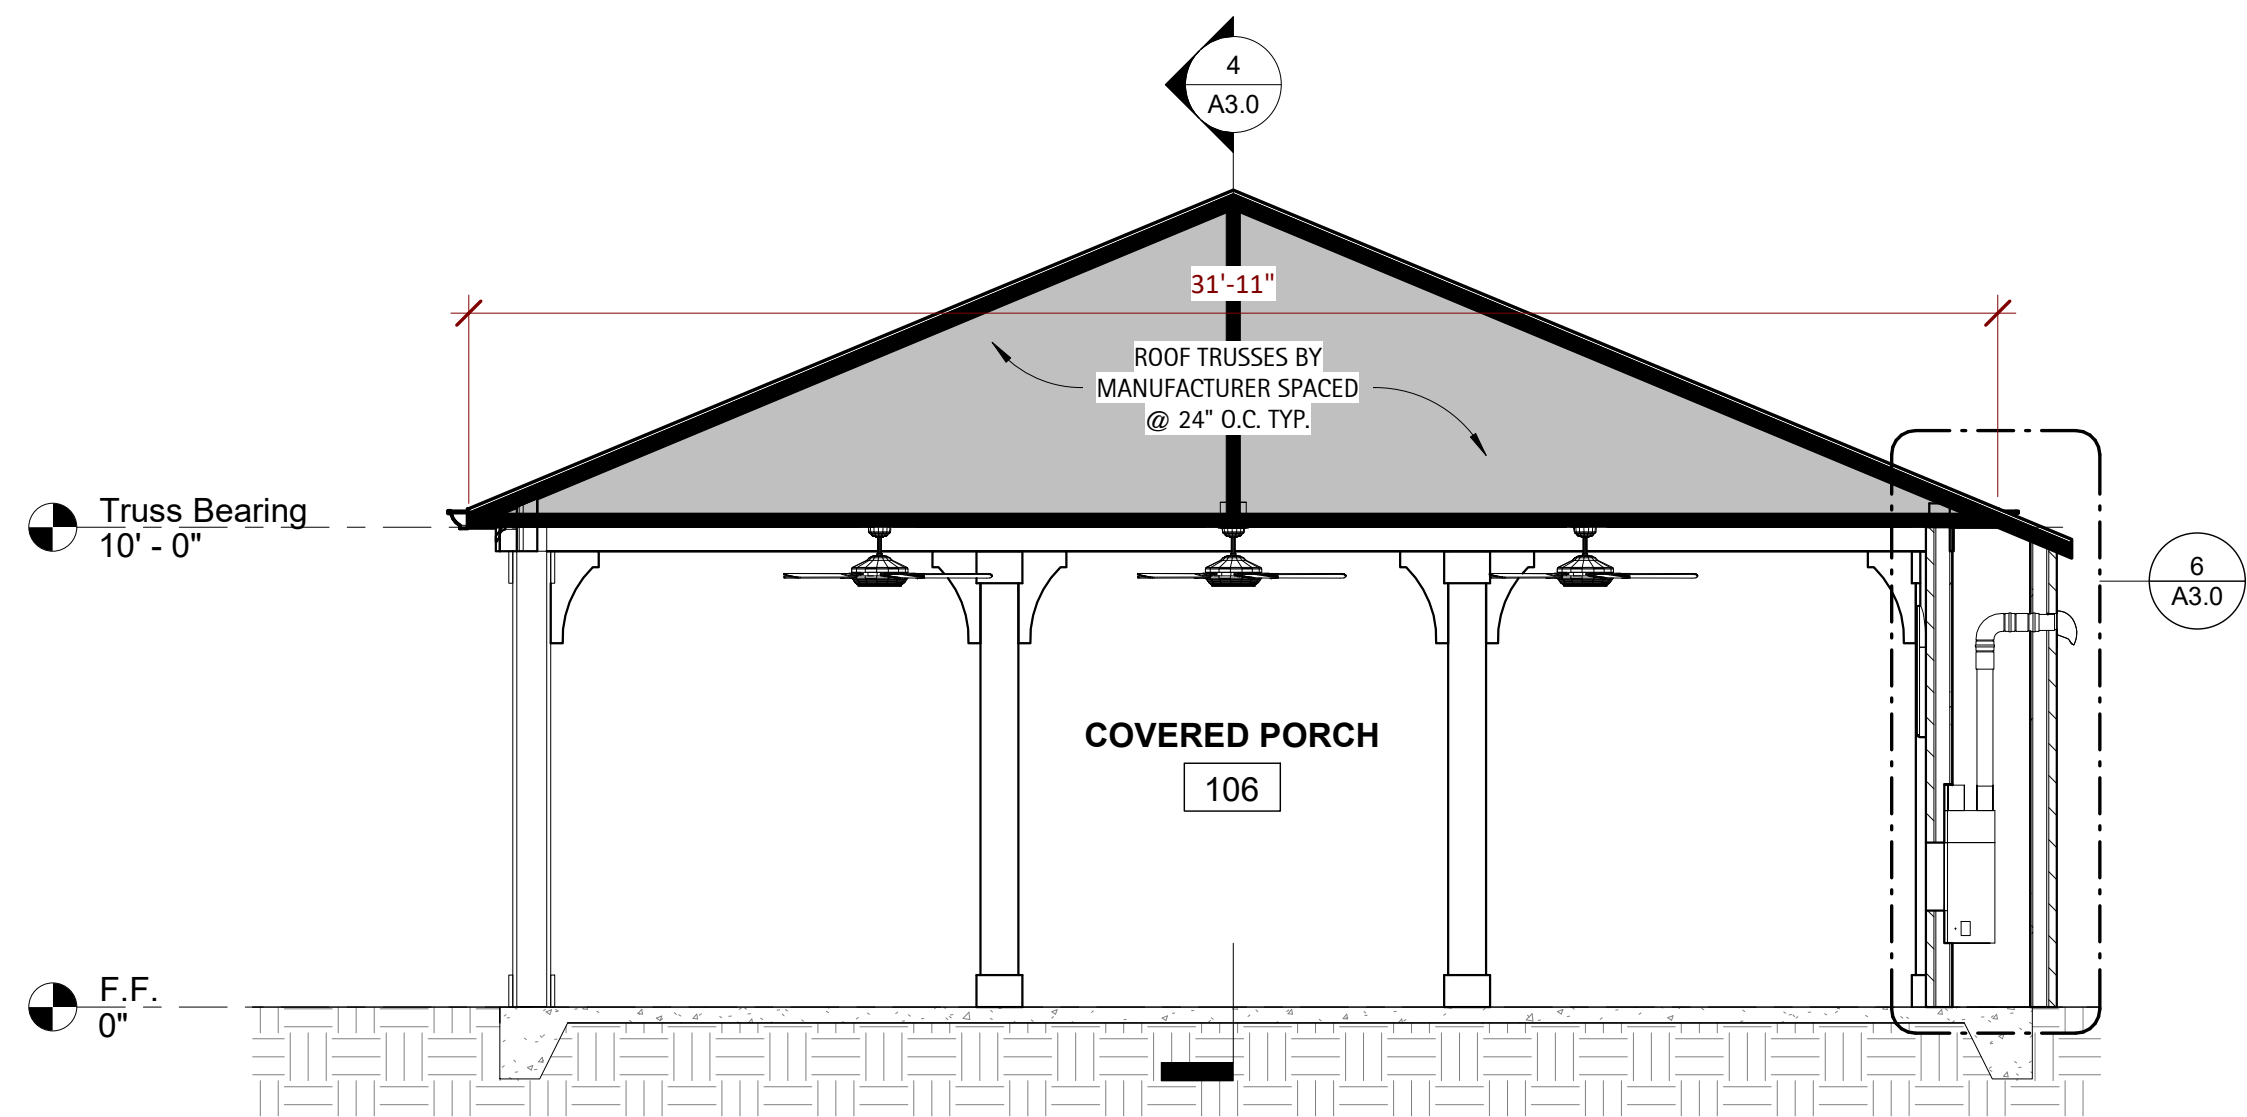 4
A3.0
31'-11"
ROOF TRUSSES BY
MANUFACTURER SPACED
@ 24" O.C. TYP.
Truss Bearing
10' - 0"
6
A3.0
COVERED PORCH
106
F.F.
0"